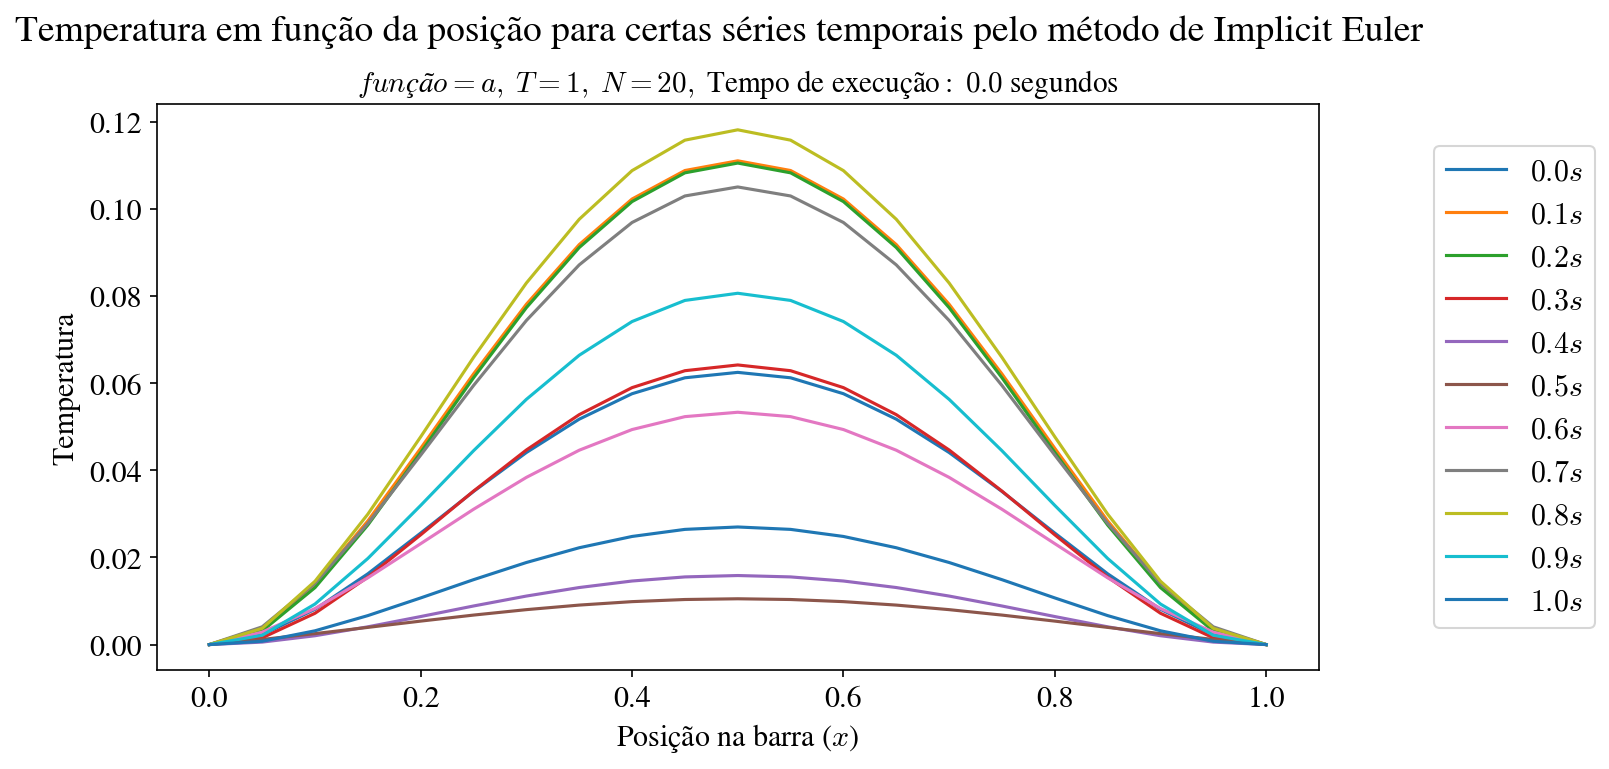 Temperatura em função da posição para certas séries temporais pelo método de Implicit Euler
função = a, T = 1, N = 20, Tempo de execução : 0.0 segundos
0.12
0.10
0.08
0.06
0.04
0.02
0.00
Temperatura
0.0 0.2 0.4 0.6 0.8 1.0
Posição na barra (x)
0.0s
0.1s
0.2s
0.3s
0.4s
0.5s
0.6s
0.7s
0.8s
0.9s
1.0s